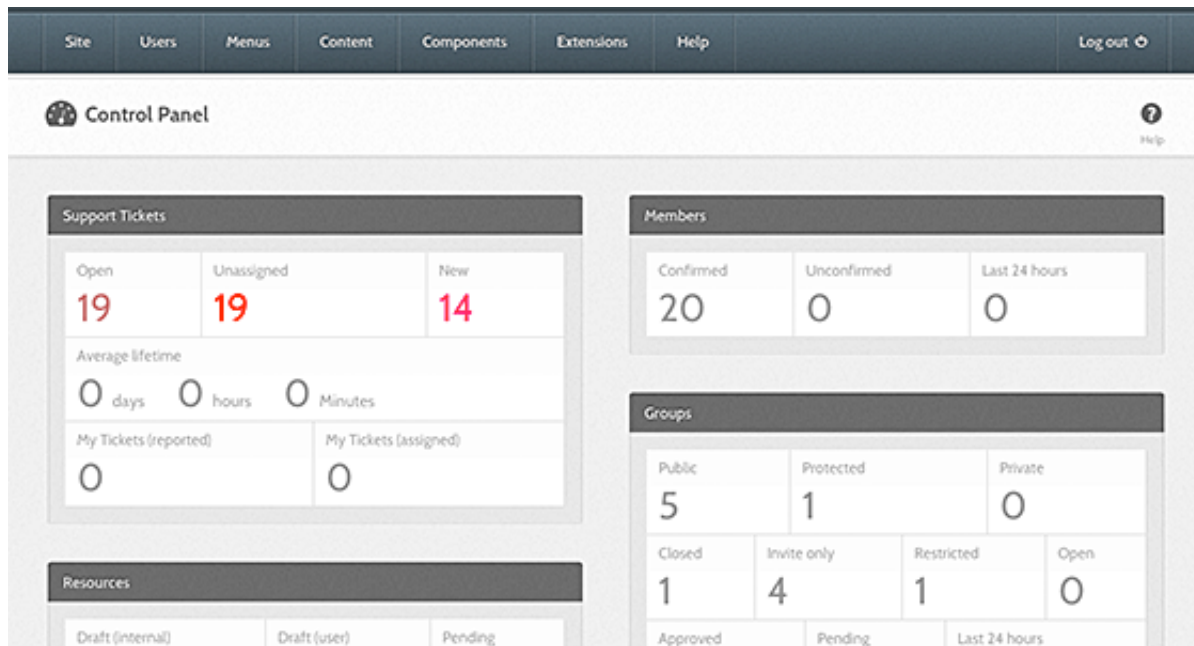 Site Users Menus Content Components Extensions Help Log out
Control Panel
Help
Support Tickets
Open Unassigned New
19 19 14
Average lifetime
0 days 0 hours 0 Minutes
My Tickets (reported) My Tickets (assigned)
0 0
Resources
Draft (internal) Draft (user) Pending
Members
Confirmed Unconfirmed Last 24 hours
20 0 0
Groups
Public Protected Private
5 1 0
Closed Invite only Restricted Open
1 4 1 0
Approved Pending Last 24 hours